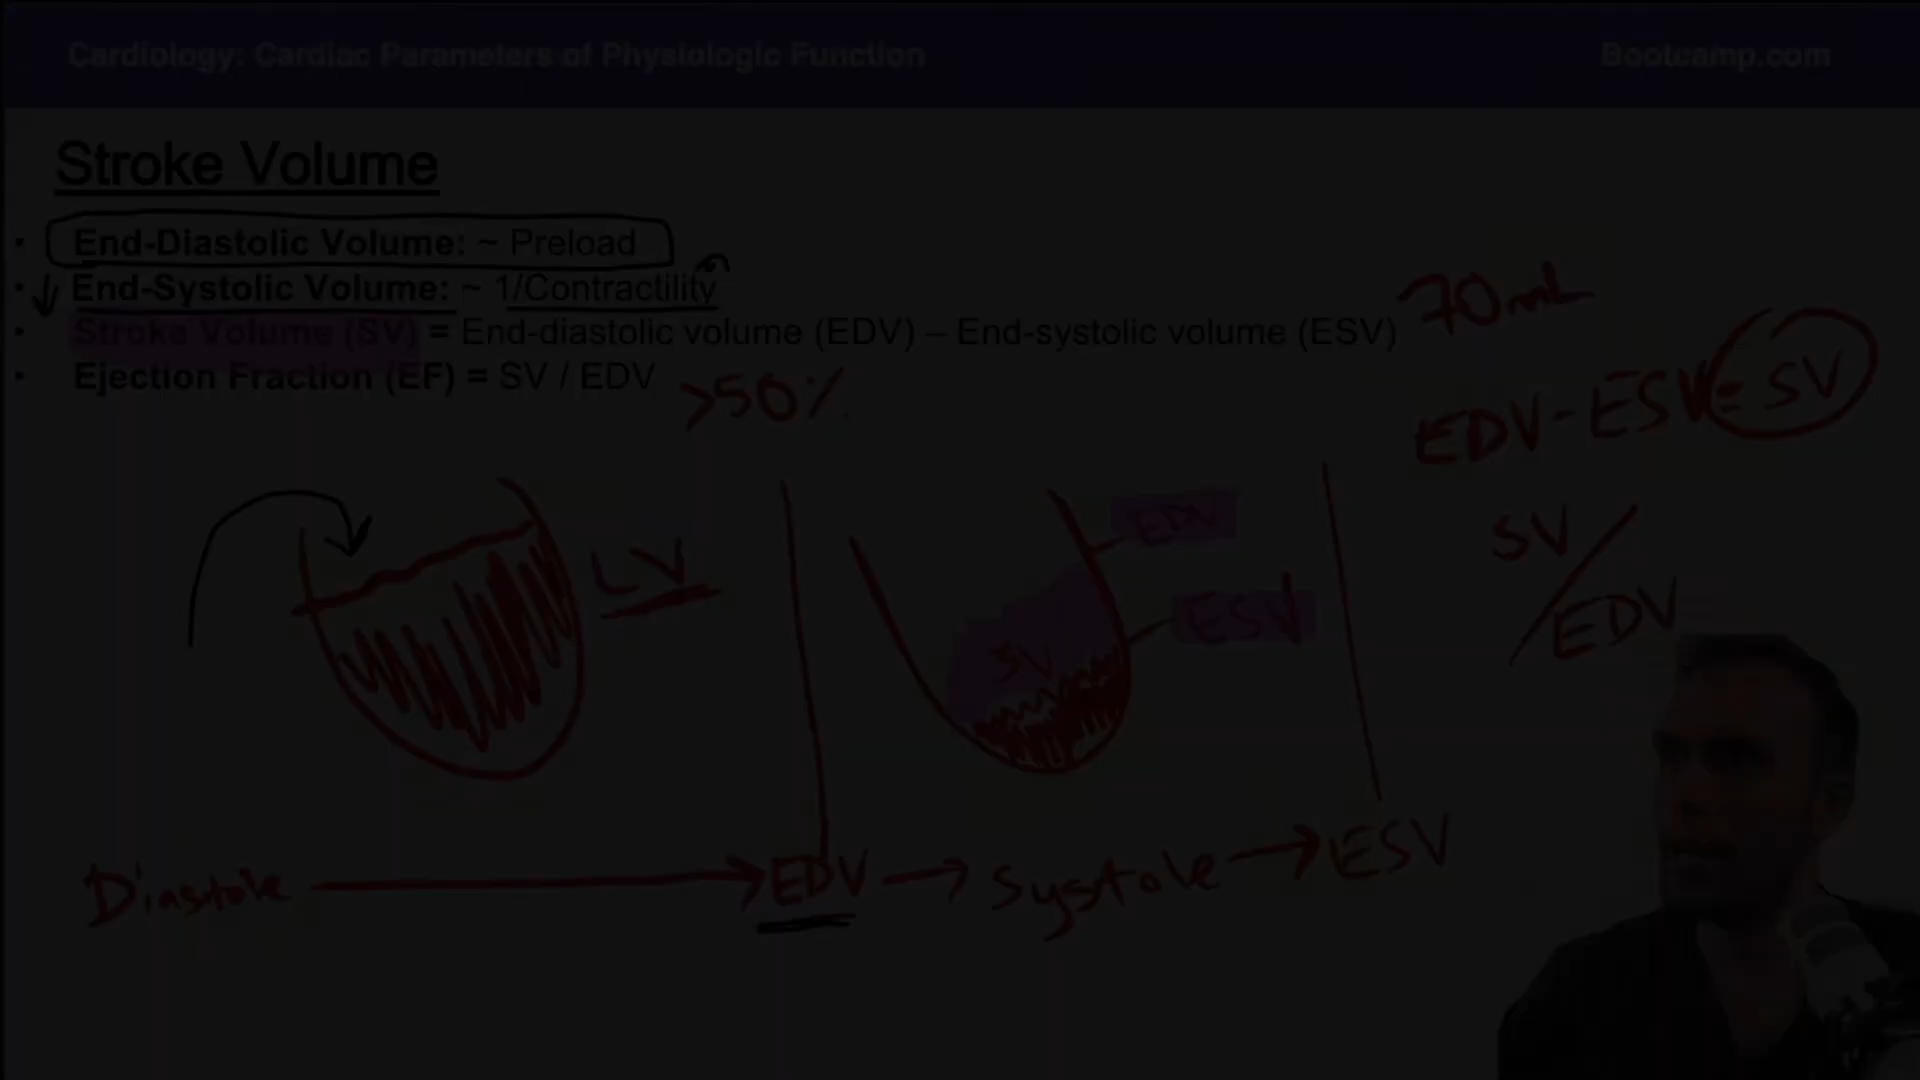 Cardiology: Cardiac Parameters of Physiologic Function
Bootcamp.com
Stroke Volume
• End-Diastolic Volume: ~ Preload
• ↓ End-Systolic Volume: ~ 1/Contractility
70mL
• Stroke Volume (SV) = End-diastolic volume (EDV) – End-systolic volume (ESV)
• Ejection Fraction (EF) = SV / EDV >50%
EDV - ESV = SV
LV
EDV
ESV
SV
SV / EDV
Diastole → EDV → Systole → ESV